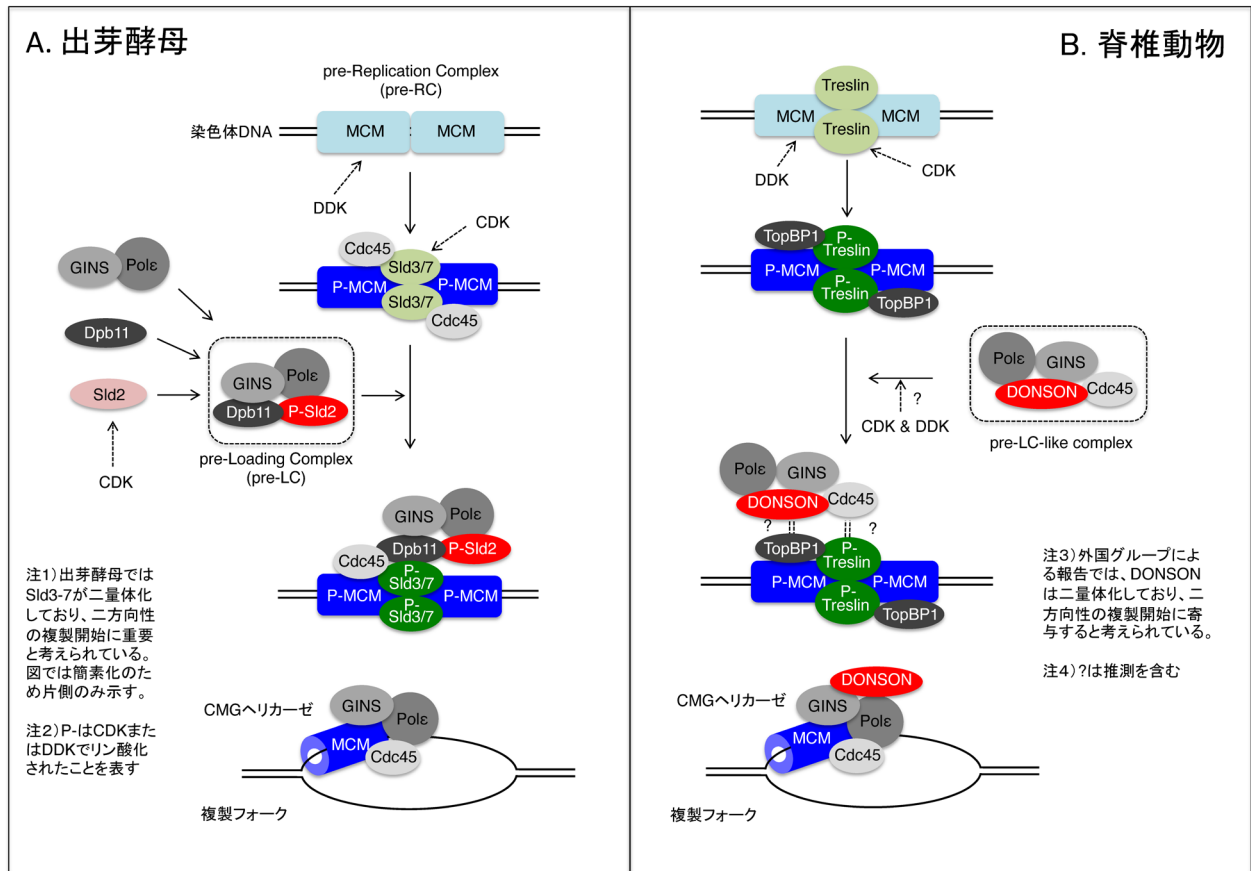 A. 出芽酵母
pre-Replication Complex
(pre-RC)
染色体DNA
MCM
MCM
DDK
CDK
Cdc45
Sld3/7
P-MCM
P-MCM
Sld3/7
Cdc45
GINS
Polε
Dpb11
Sld2
CDK
GINS
Polε
Dpb11
P-Sld2
pre-Loading Complex
(pre-LC)
GINS
Polε
Dpb11
P-Sld2
Cdc45
P-
Sld3/7
P-MCM
P-MCM
P-
Sld3/7
注1)出芽酵母では
Sld3-7が二量体化
しており、二方向性
の複製開始に重要
と考えられている。
図では簡素化のた
め片側のみ示す。
注2)P-はCDKまた
はDDKでリン酸化
されたことを表す
CMGヘリカーゼ
GINS
Polε
MCM
Cdc45
複製フォーク
B. 脊椎動物
Treslin
MCM
MCM
Treslin
DDK
CDK
TopBP1
P-
Treslin
P-MCM
P-MCM
P-
Treslin
TopBP1
Polε
GINS
DONSON
Cdc45
?
CDK & DDK
pre-LC-like complex
Polε
GINS
DONSON
Cdc45
?
?
TopBP1
P-
Treslin
P-MCM
P-MCM
P-
Treslin
TopBP1
注3)外国グループによ
る報告では、DONSON
は二量体化しており、二
方向性の複製開始に寄
与すると考えられている。
注4)?は推測を含む
CMGヘリカーゼ
DONSON
GINS
Polε
MCM
Cdc45
複製フォーク